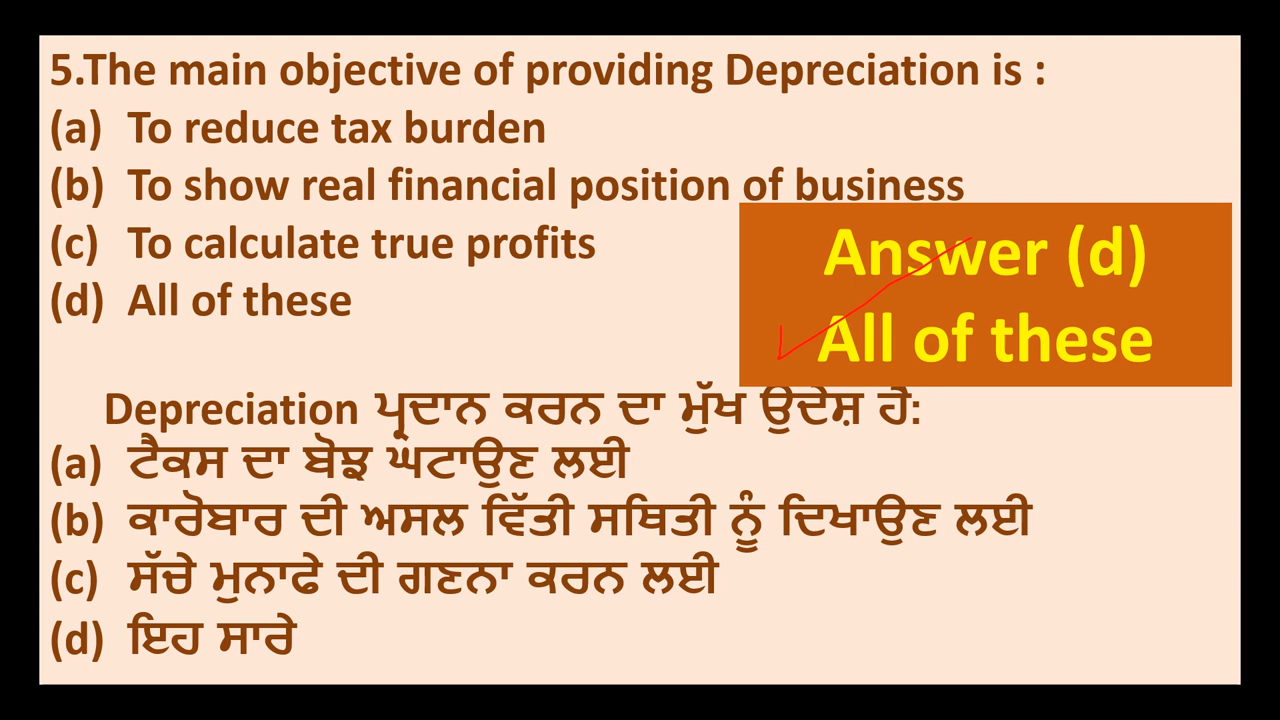 5.The main objective of providing Depreciation is :
(a) To reduce tax burden
(b) To show real financial position of business
(c) To calculate true profits
(d) All of these
Answer (d)
All of these
Depreciation ਪ੍ਰਦਾਨ ਕਰਨ ਦਾ ਮੁੱਖ ਉਦੇਸ਼ ਹੈ:
(a) ਟੈਕਸ ਦਾ ਬੋਝ ਘਟਾਉਣ ਲਈ
(b) ਕਾਰੋਬਾਰ ਦੀ ਅਸਲ ਵਿੱਤੀ ਸਥਿਤੀ ਨੂੰ ਦਿਖਾਉਣ ਲਈ
(c) ਸੱਚੇ ਮੁਨਾਫੇ ਦੀ ਗਣਨਾ ਕਰਨ ਲਈ
(d) ਇਹ ਸਾਰੇ